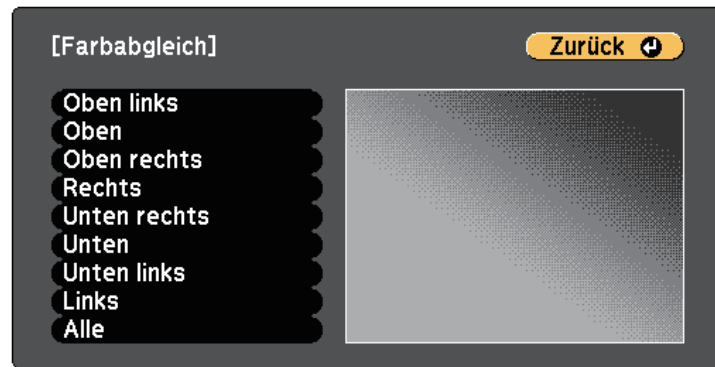 [Farbabgleich]
Zurück
Oben links
Oben
Oben rechts
Rechts
Unten rechts
Unten
Unten links
Links
Alle